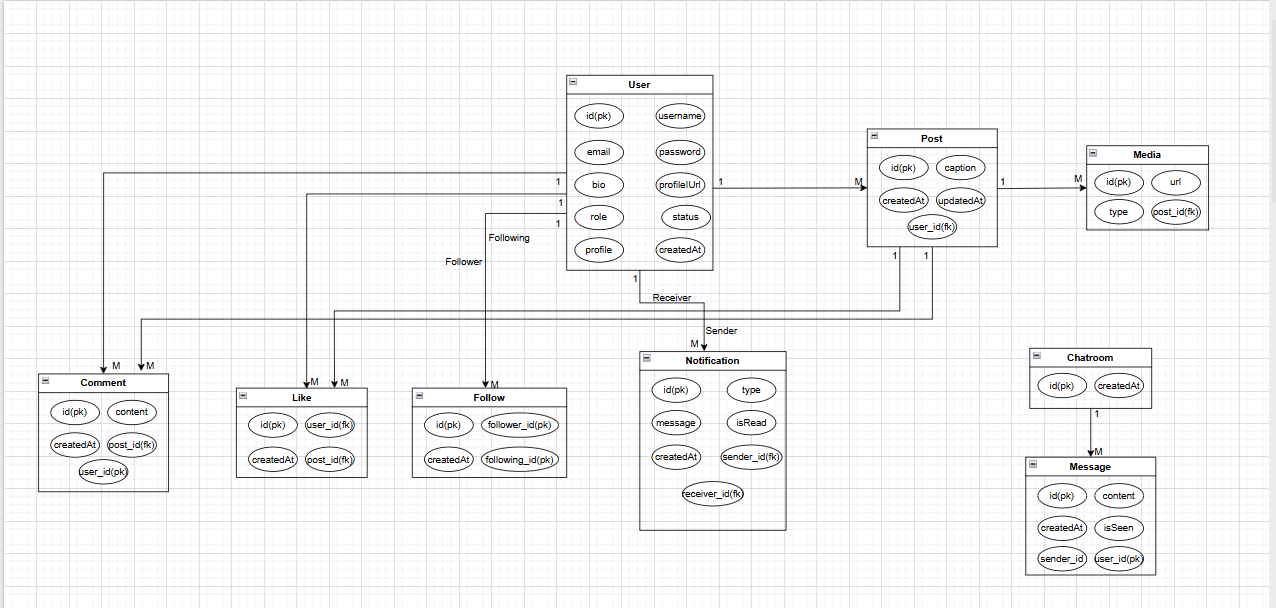 User
id(pk) username
email password
bio profileIUrl
role status
profile createdAt
1
1
1
1
M
Following
Follower
1
Receiver
Sender
M
Post
id(pk) caption
createdAt updatedAt
user_id(fk)
1
M
1
1
Media
id(pk) url
type post_id(fk)
M
M
Comment
id(pk) content
createdAt post_id(fk)
user_id(pk)
M
M
Like
id(pk) user_id(fk)
createdAt post_id(fk)
M
Follow
id(pk) follower_id(pk)
createdAt following_id(pk)
Notification
id(pk) type
message isRead
createdAt sender_id(fk)
receiver_id(fk)
Chatroom
id(pk) createdAt
1
M
Message
id(pk) content
createdAt isSeen
sender_id user_id(pk)